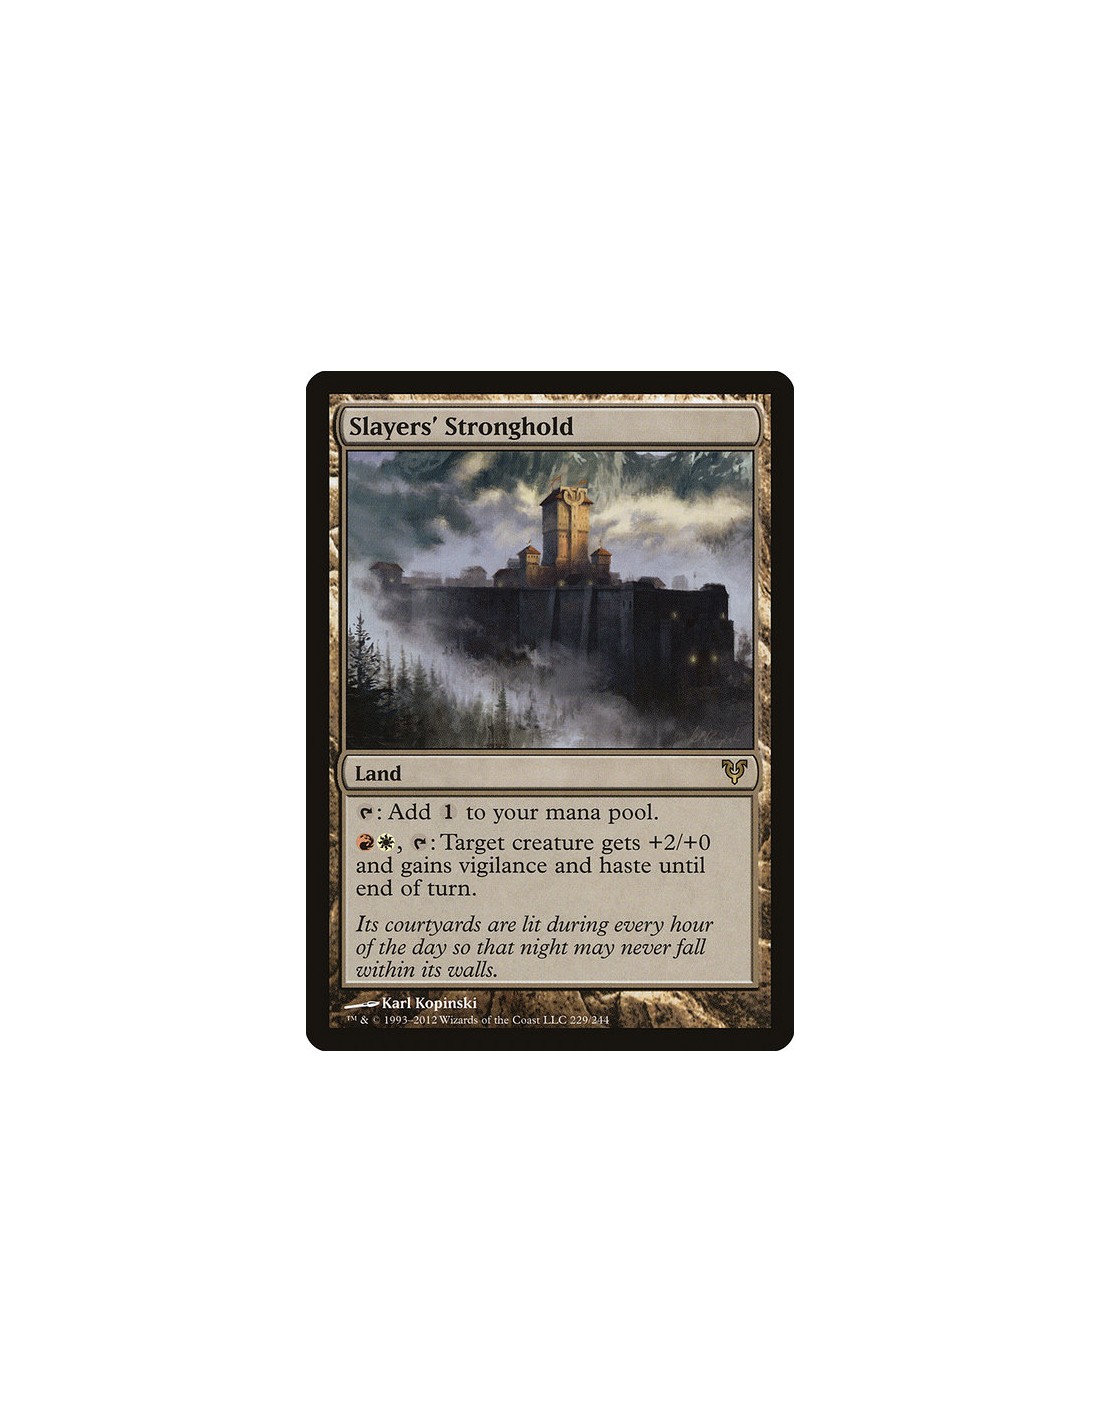 Slayers' Stronghold
Land
: Add 1 to your mana pool.
, : Target creature gets +2/+0
and gains vigilance and haste until
end of turn.
Its courtyards are lit during every hour
of the day so that night may never fall
within its walls.
Karl Kopinski
™ & © 1993–2012 Wizards of the Coast LLC 229/244